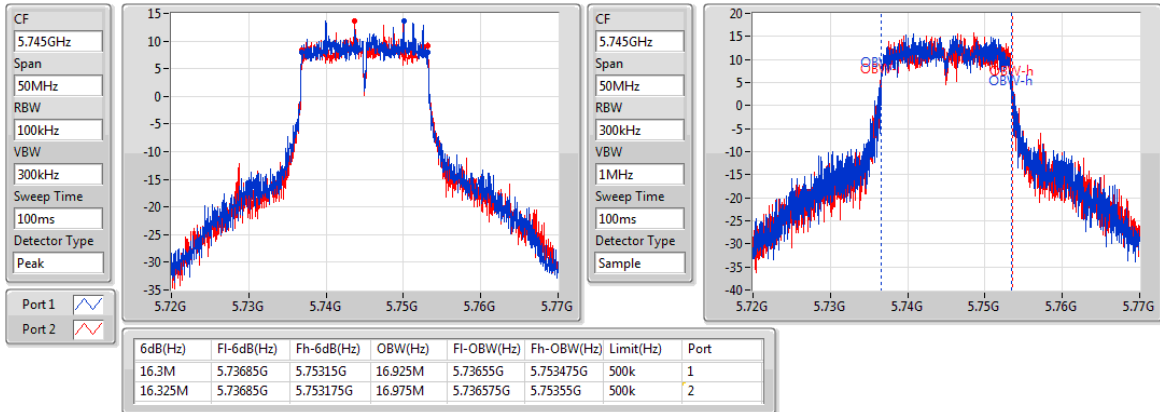 CF
5.745GHz
Span
50MHz
RBW
100kHz
VBW
300kHz
Sweep Time
100ms
Detector Type
Peak
Port 1
Port 2
15
10
5
0
-5
-10
-15
-20
-25
-30
-35
5.72G 5.73G 5.74G 5.75G 5.76G 5.77G
CF
5.745GHz
Span
50MHz
RBW
300kHz
VBW
1MHz
Sweep Time
100ms
Detector Type
Sample
20
15
10
5
0
-5
-10
-15
-20
-25
-30
-35
-40
OBW-h
OBW-h
5.72G 5.73G 5.74G 5.75G 5.76G 5.77G
6dB(Hz) Fl-6dB(Hz) Fh-6dB(Hz) OBW(Hz) Fl-OBW(Hz) Fh-OBW(Hz) Limit(Hz) Port
16.3M 5.73685G 5.75315G 16.925M 5.73655G 5.753475G 500k 1
16.325M 5.73685G 5.753175G 16.975M 5.736575G 5.75355G 500k 2